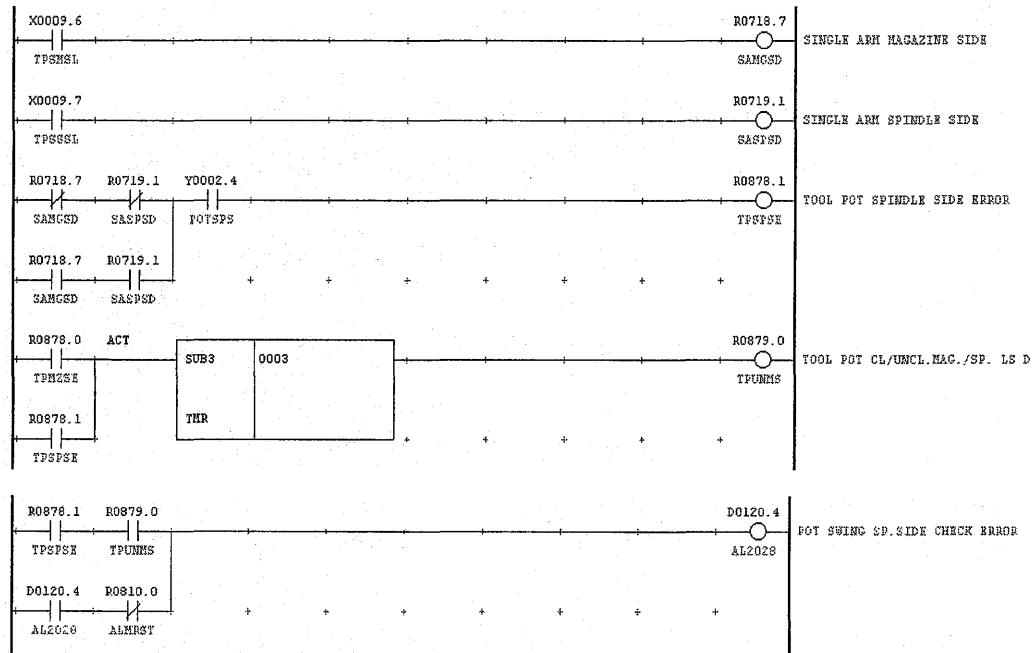 X0009.6 R0718.7
SINGLE ARM MAGAZINE SIDE
TPSMSL SAMGSD
X0009.7 R0719.1
SINGLE ARM SPINDLE SIDE
TPSSSL SASPSD
R0718.7 R0719.1 Y0002.4 R0878.1
TOOL POT SPINDLE SIDE ERROR
SAMGSD SASPSD POTSPS TPSPSE
R0718.7 R0719.1
SAMGSD SASPSD
R0878.0 ACT R0879.0
SUB3 0003 TOOL POT CL/UNCL.MAG./SP. LS D
TPMZSE TPUNMS
R0878.1 TMR
TPSPSE
R0878.1 R0879.0 D0120.4
POT SWING SP.SIDE CHECK ERROR
TPSPSE TPUNMS AL2028
D0120.4 R0810.0
AL2028 ALMRST